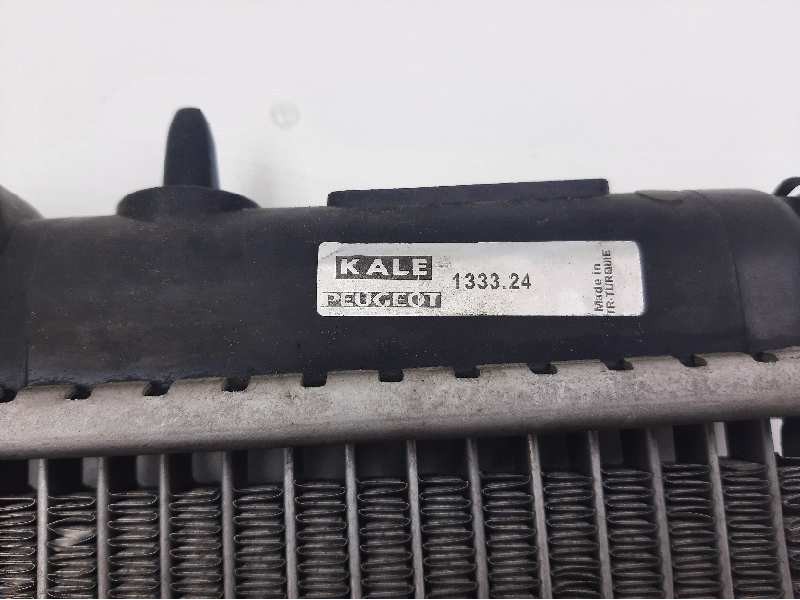 KALE
PEUGEOT
1333.24
Made in
TR-TURQUIE